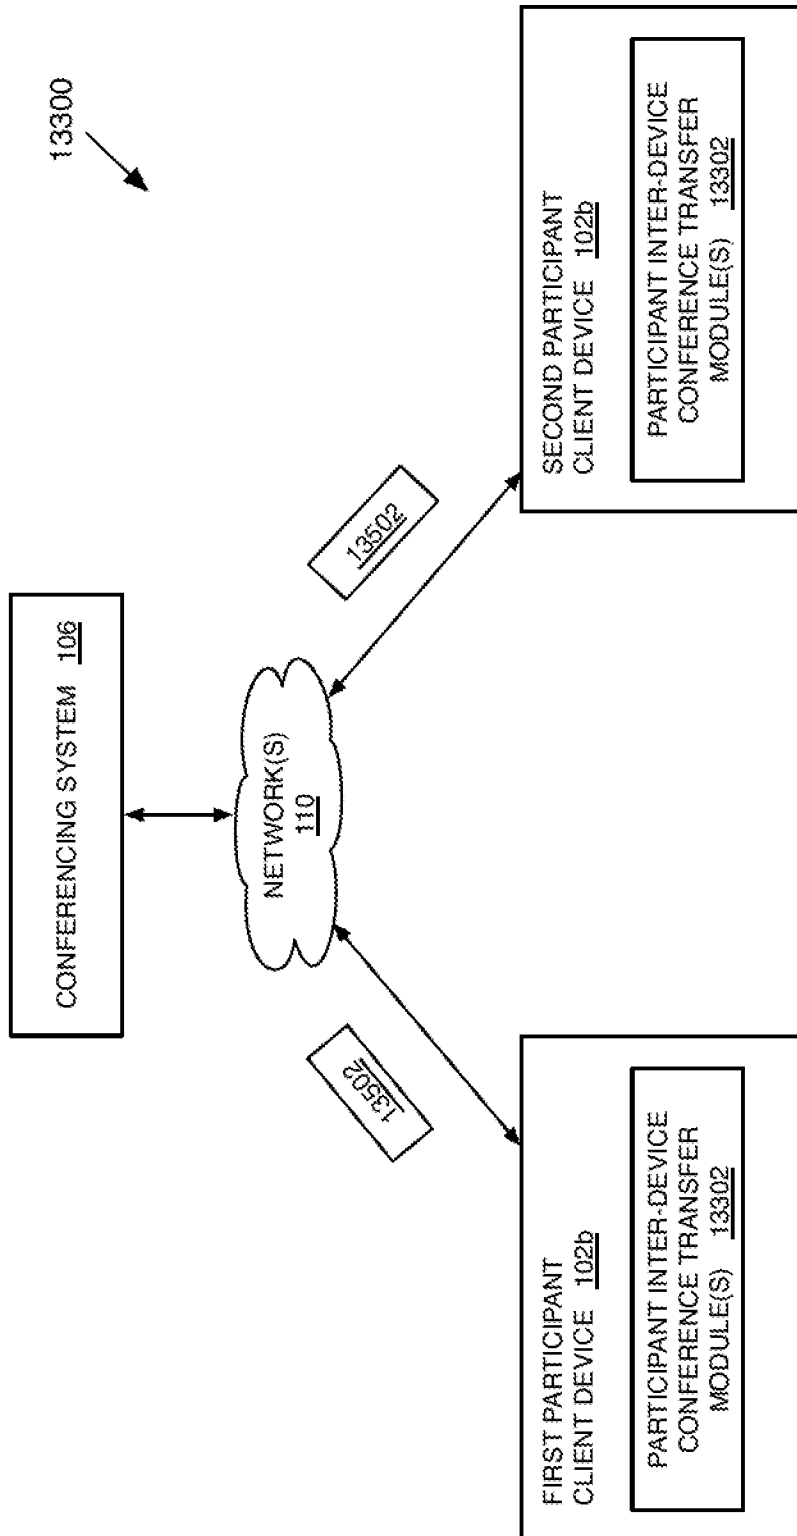 13300
CONFERENCING SYSTEM 106
NETWORK(S)
110
13502
13502
FIRST PARTICIPANT
CLIENT DEVICE 102b
PARTICIPANT INTER-DEVICE
CONFERENCE TRANSFER
MODULE(S) 13302
SECOND PARTICIPANT
CLIENT DEVICE 102b
PARTICIPANT INTER-DEVICE
CONFERENCE TRANSFER
MODULE(S) 13302